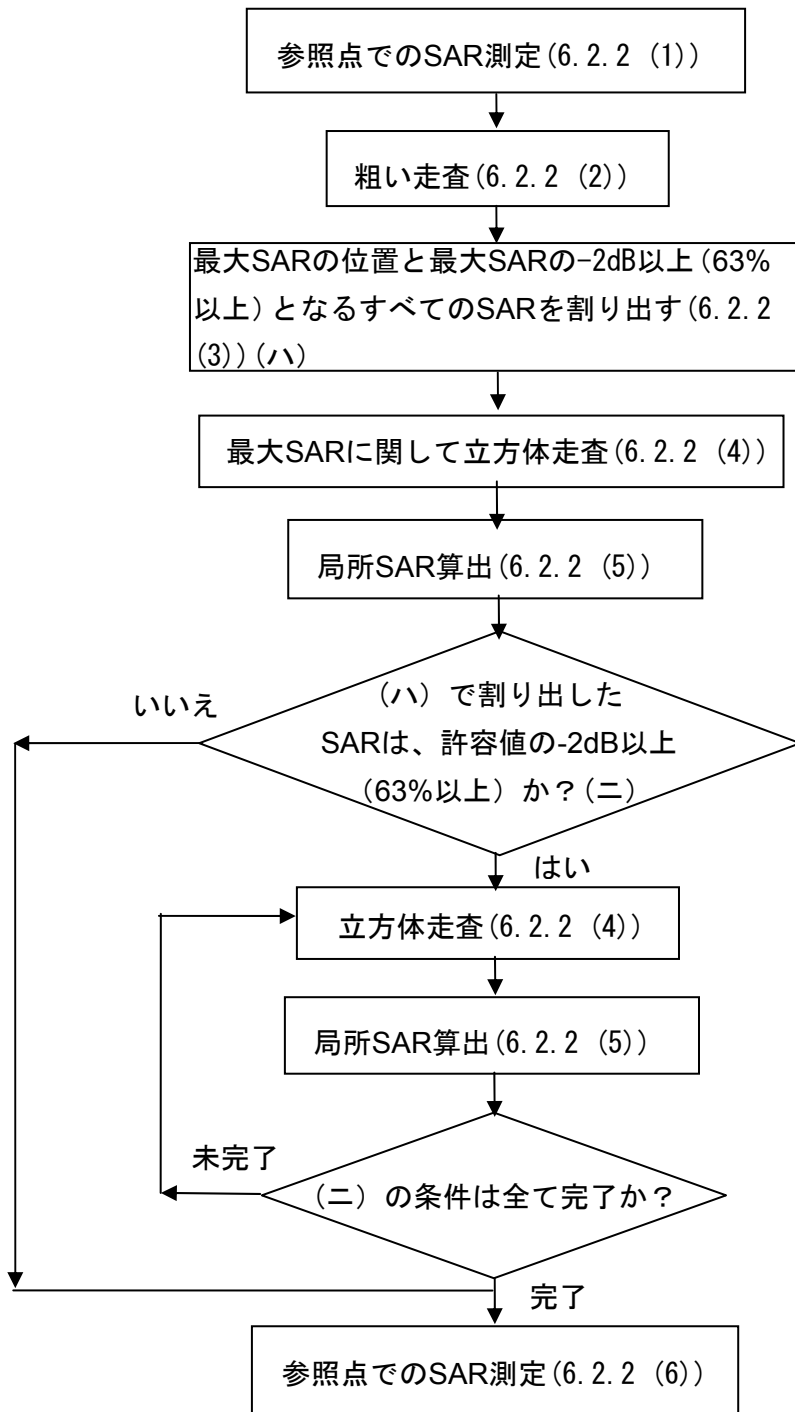 参照点でのSAR測定(6.2.2 (1))
粗い走査(6.2.2 (2))
最大SARの位置と最大SARの-2dB以上(63%
以上)となるすべてのSARを割り出す(6.2.2
(3))(ハ)
最大SARに関して立方体走査(6.2.2 (4))
局所SAR算出(6.2.2 (5))
(ハ)で割り出した
SARは、許容値の-2dB以上
(63%以上)か？(ニ)
いいえ
はい
立方体走査(6.2.2 (4))
局所SAR算出(6.2.2 (5))
未完了
(ニ)の条件は全て完了か？
完了
参照点でのSAR測定(6.2.2 (6))